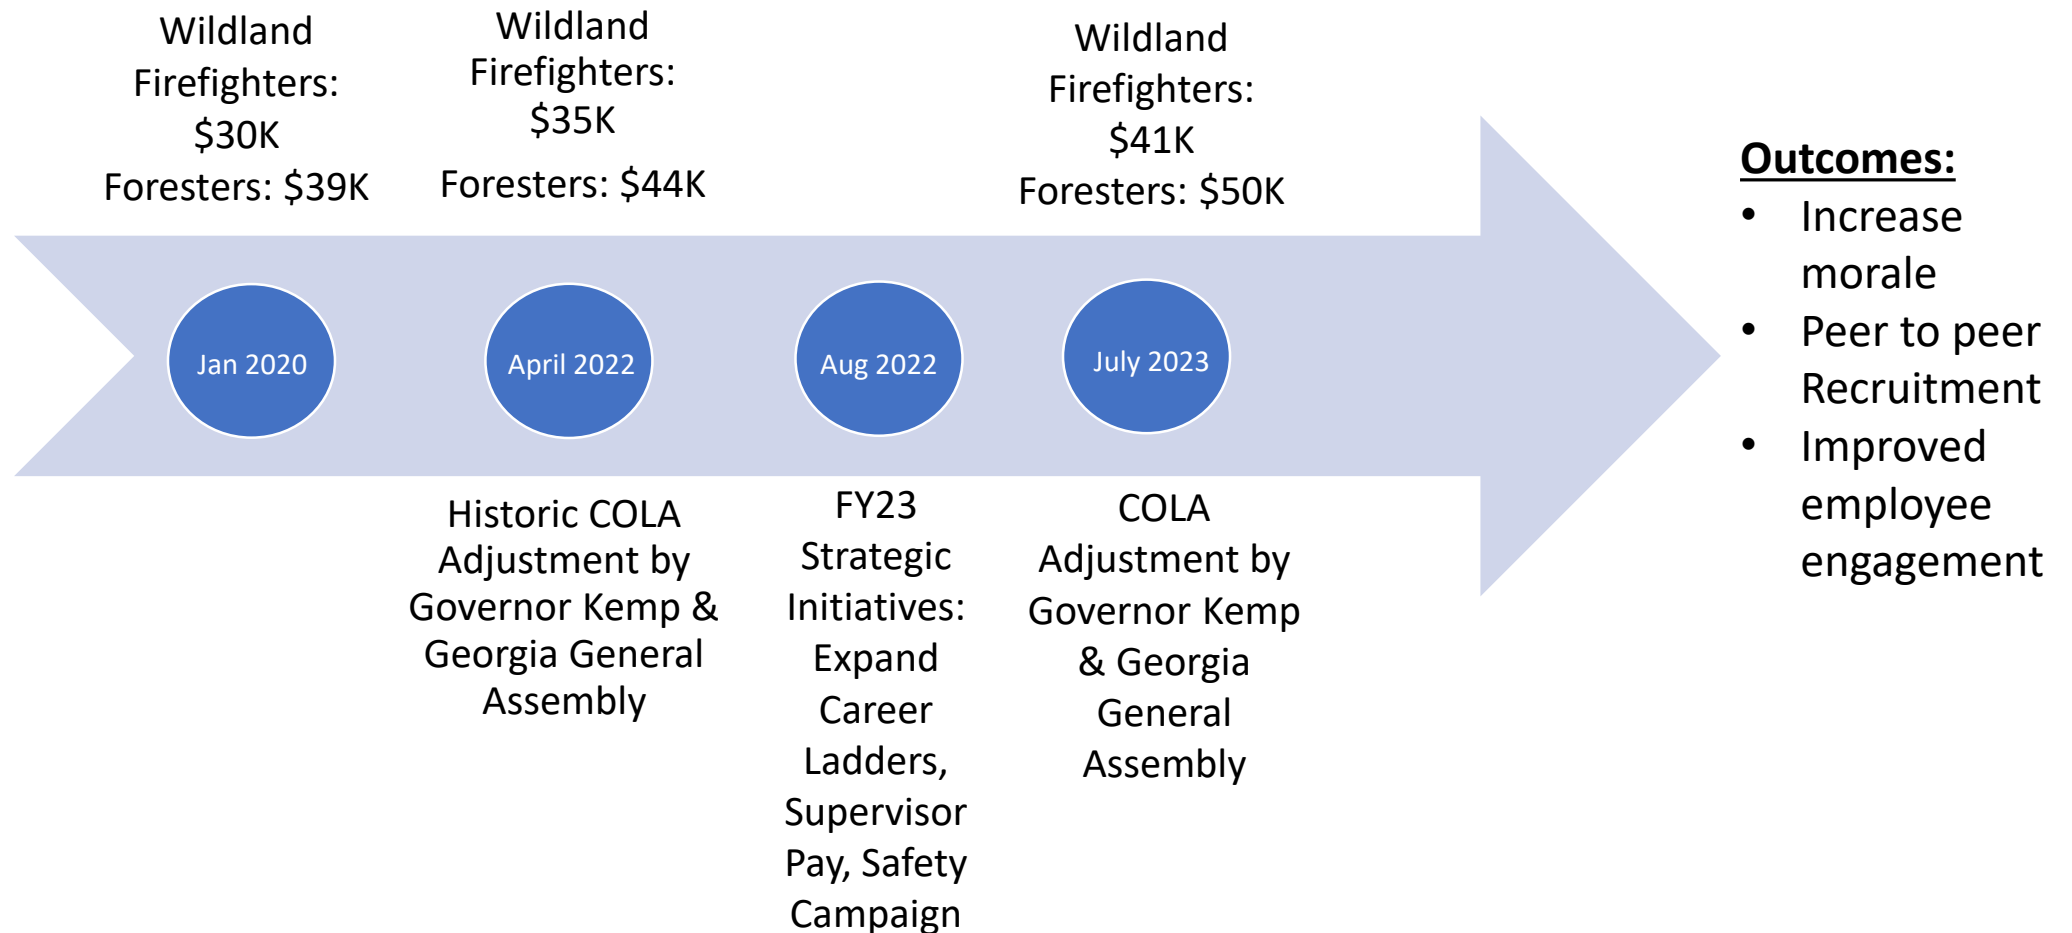 Wildland
Firefighters:
$30K
Foresters: $39K
Wildland
Firefighters:
$35K
Foresters: $44K
Wildland
Firefighters:
$41K
Foresters: $50K
Jan 2020
April 2022
Aug 2022
July 2023
Historic COLA
Adjustment by
Governor Kemp &
Georgia General
Assembly
FY23
Strategic
Initiatives:
Expand
Career
Ladders,
Supervisor
Pay, Safety
Campaign
COLA
Adjustment by
Governor Kemp
& Georgia
General
Assembly
Outcomes:
• Increase
morale
• Peer to peer
Recruitment
• Improved
employee
engagement